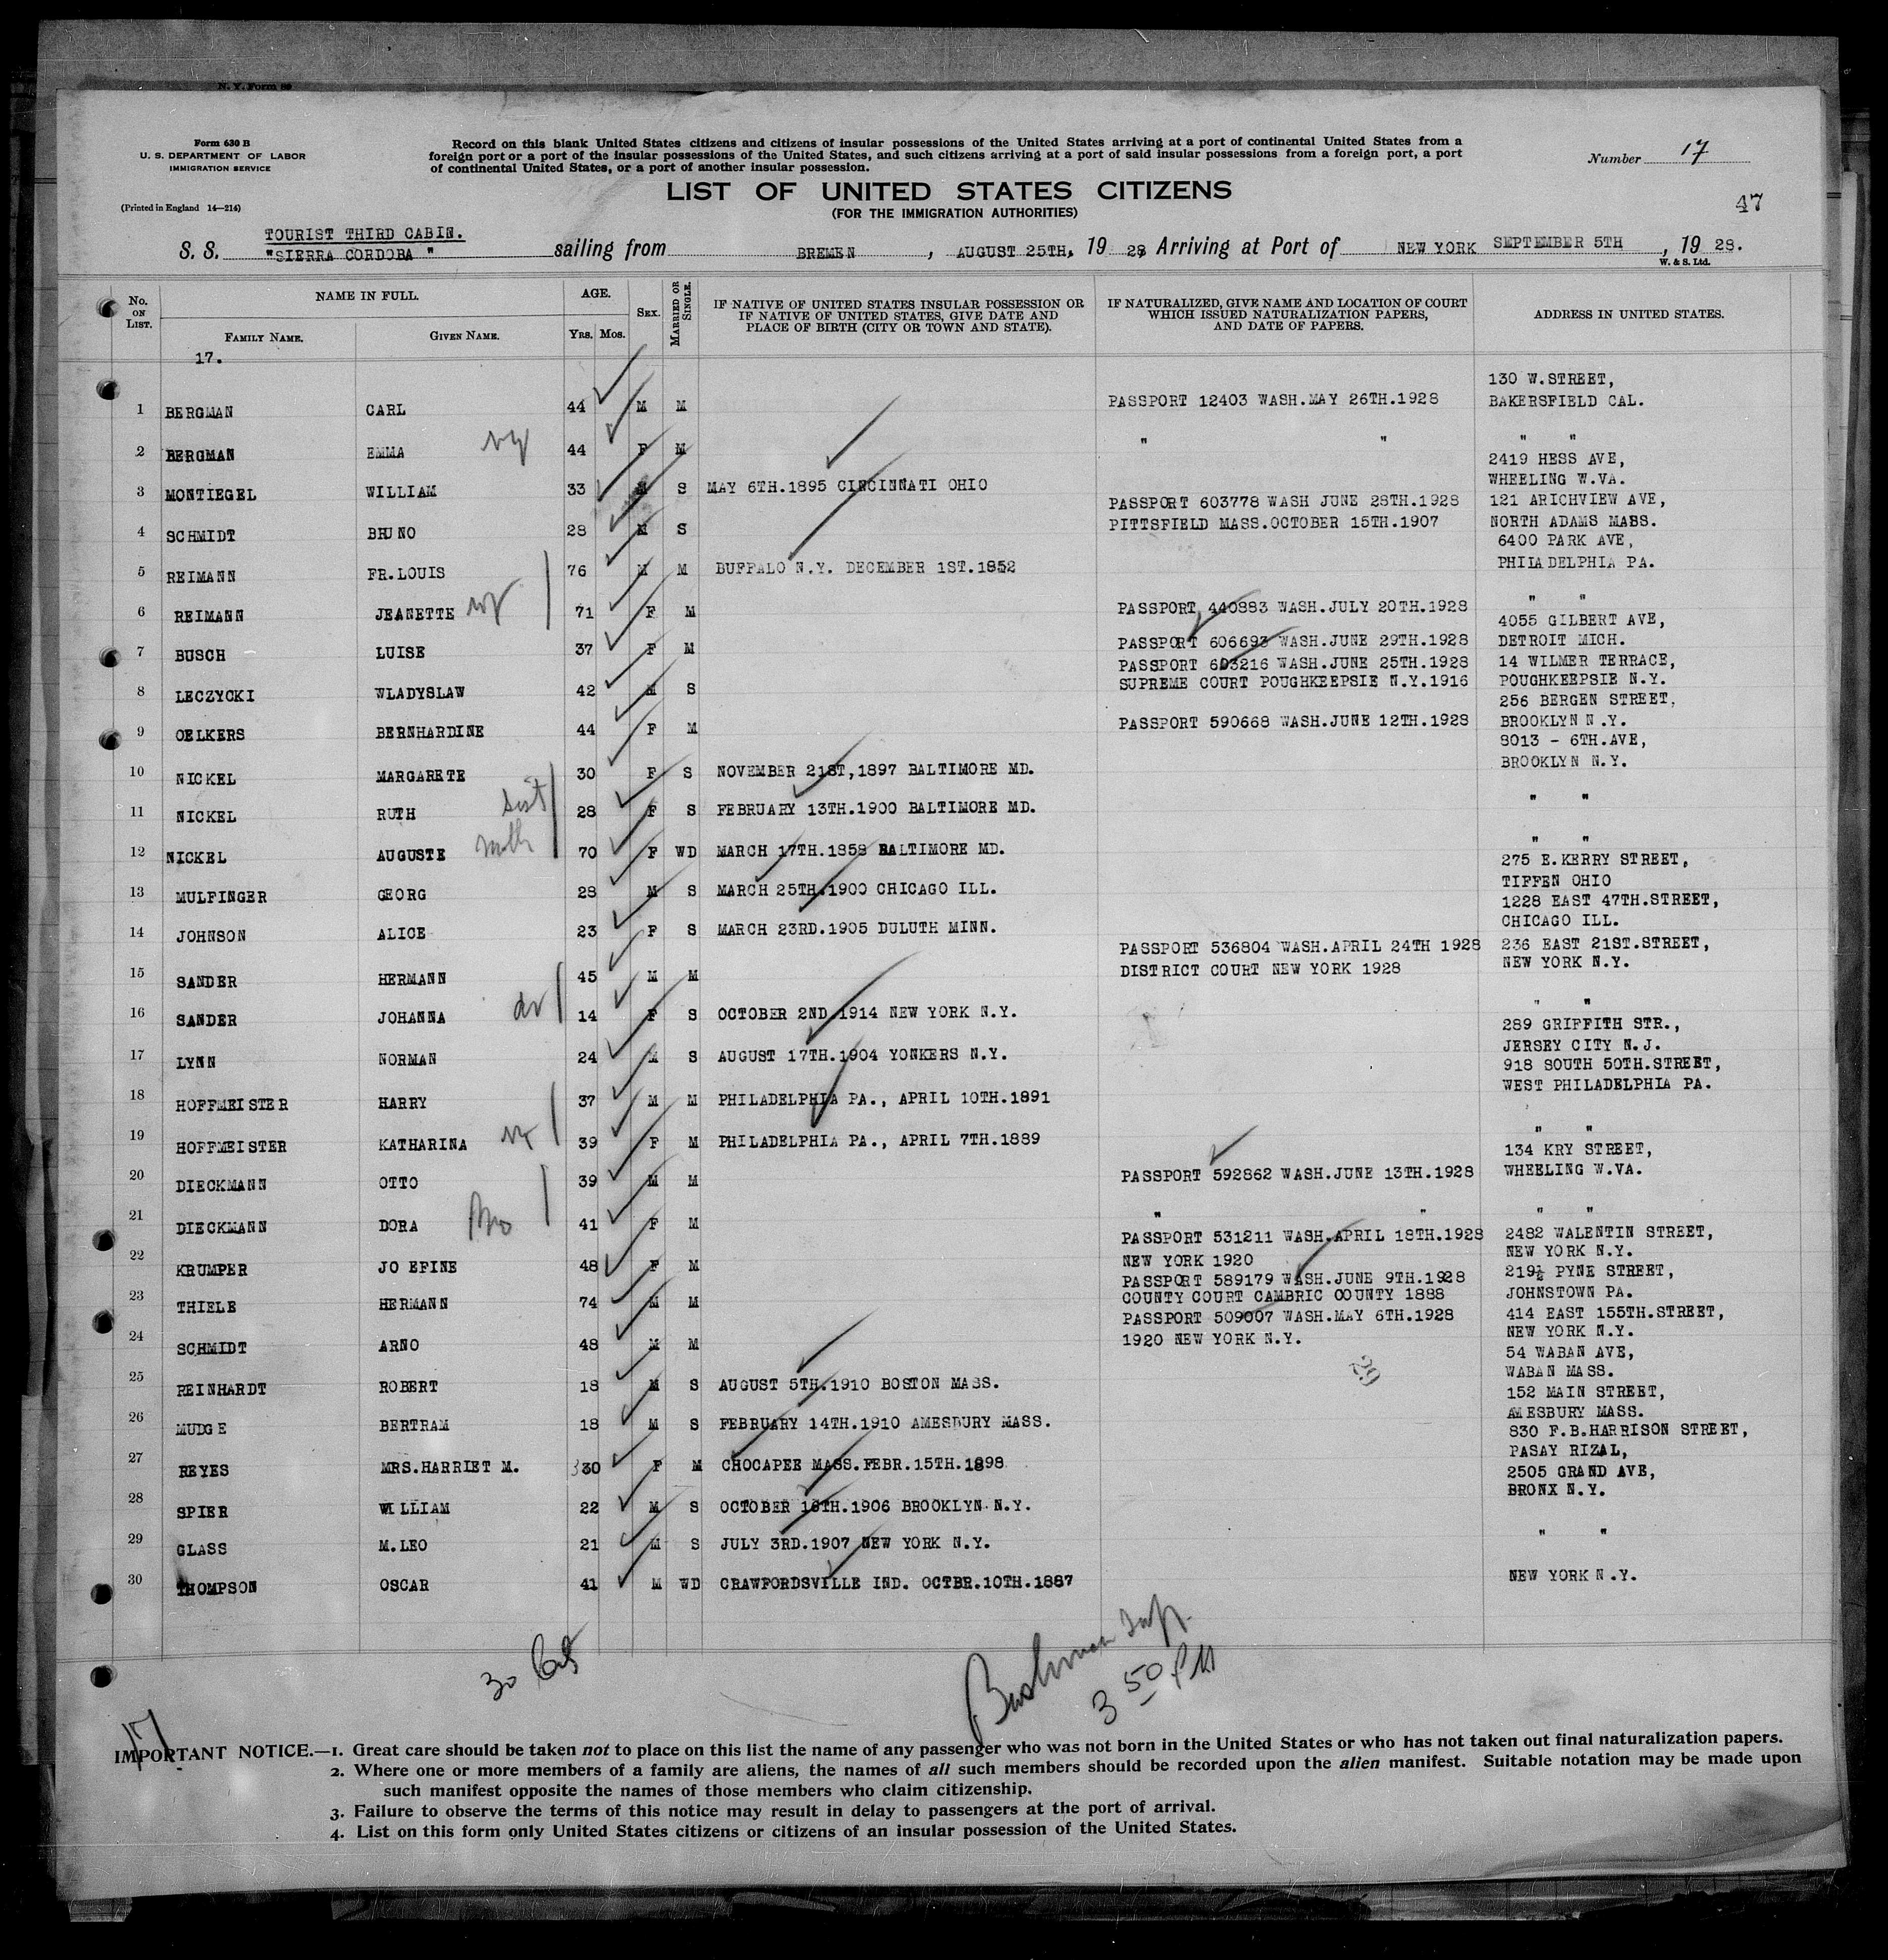 N. Y. Form 89
Form 630 B
U. S. DEPARTMENT OF LABOR
IMMIGRATION SERVICE
(Printed in England 14—214)
Record on this blank United States citizens and citizens of insular possessions of the United States arriving at a port of continental United States from a
foreign port or a port of the insular possessions of the United States, and such citizens arriving at a port of said insular possessions from a foreign port, a port
of continental United States, or a port of another insular possession.
Number 17
LIST OF UNITED STATES CITIZENS
(FOR THE IMMIGRATION AUTHORITIES)
47
TOURIST THIRD CABIN.
S. S. "SIERRA CORDOBA " sailing from BREMEN , AUGUST 25TH, 19 28 Arriving at Port of NEW YORK SEPTEMBER 5TH , 19 28.
W. & S. Ltd.
No. ON LIST. NAME IN FULL. AGE. SEX. MARRIED OR SINGLE. IF NATIVE OF UNITED STATES INSULAR POSSESSION OR IF NATIVE OF UNITED STATES, GIVE DATE AND PLACE OF BIRTH (CITY OR TOWN AND STATE). IF NATURALIZED, GIVE NAME AND LOCATION OF COURT WHICH ISSUED NATURALIZATION PAPERS, AND DATE OF PAPERS. ADDRESS IN UNITED STATES.
FAMILY NAME. GIVEN NAME. YRS. MOS.
17.
130 W.STREET,
1 BERGMAN CARL 44 M M PASSPORT 12403 WASH.MAY 26TH.1928 BAKERSFIELD CAL.
2 BERGMAN EMMA 44 F M " " " "
2419 HESS AVE,
WHEELING W.VA.
3 MONTIEGEL WILLIAM 33 M S MAY 6TH.1895 CINCINNATI OHIO
PASSPORT 603778 WASH JUNE 28TH.1928 121 ARICHVIEW AVE,
4 SCHMIDT BRUNO 28 M S PITTSFIELD MASS.OCTOBER 15TH.1907 NORTH ADAMS MASS.
6400 PARK AVE,
5 REIMANN FR.LOUIS 76 M M BUFFALO N.Y. DECEMBER 1ST.1852 PHILADELPHIA PA.
6 REIMANN JEANETTE 71 F M PASSPORT 440883 WASH.JULY 20TH.1928 " "
4055 GILBERT AVE,
7 BUSCH LUISE 37 F M PASSPORT 606693 WASH.JUNE 29TH.1928 DETROIT MICH.
PASSPORT 603216 WASH.JUNE 25TH.1928 14 WILMER TERRACE,
8 LECZYCKI WLADYSLAW 42 M S SUPREME COURT POUGHKEEPSIE N.Y.1916 POUGHKEEPSIE N.Y.
256 BERGEN STREET,
9 OELKERS BERNHARDINE 44 F M PASSPORT 590668 WASH.JUNE 12TH.1928 BROOKLYN N.Y.
8013 - 6TH.AVE,
10 NICKEL MARGARETE 30 F S NOVEMBER 21ST,1897 BALTIMORE MD. BROOKLYN N.Y.
11 NICKEL RUTH sist 28 F S FEBRUARY 13TH.1900 BALTIMORE MD. " "
12 NICKEL AUGUSTE moth 70 F WD MARCH 17TH.1858 BALTIMORE MD. " "
275 E.KERRY STREET,
13 MULFINGER GEORG 28 M S MARCH 25TH.1900 CHICAGO ILL. TIFFEN OHIO
1228 EAST 47TH.STREET,
14 JOHNSON ALICE 23 F S MARCH 23RD.1905 DULUTH MINN. CHICAGO ILL.
PASSPORT 536804 WASH.APRIL 24TH 1928 236 EAST 21ST.STREET,
15 SANDER HERMANN 45 M M DISTRICT COURT NEW YORK 1928 NEW YORK N.Y.
16 SANDER JOHANNA 14 F S OCTOBER 2ND 1914 NEW YORK N.Y. " "
289 GRIFFITH STR.,
17 LYNN NORMAN 24 M S AUGUST 17TH.1904 YONKERS N.Y. JERSEY CITY N.J.
918 SOUTH 50TH.STREET,
WEST PHILADELPHIA PA.
18 HOFFMEISTER HARRY 37 M M PHILADELPHIA PA., APRIL 10TH.1891
19 HOFFMEISTER KATHARINA 39 F M PHILADELPHIA PA., APRIL 7TH.1889 " "
134 KRY STREET,
20 DIECKMANN OTTO 39 M M PASSPORT 592862 WASH.JUNE 13TH.1928 WHEELING W.VA.
21 DIECKMANN DORA 41 F M " " " "
PASSPORT 531211 WASH.APRIL 18TH.1928 2482 WALENTIN STREET,
22 KRUMPER JO EFINE 48 F M NEW YORK 1920 NEW YORK N.Y.
PASSPORT 589179 WASH.JUNE 9TH.1928 219½ PYNE STREET,
23 THIELE HERMANN 74 M M COUNTY COURT CAMBRIC COUNTY 1888 JOHNSTOWN PA.
PASSPORT 509007 WASH.MAY 6TH.1928 414 EAST 155TH.STREET,
24 SCHMIDT ARNO 48 M M 1920 NEW YORK N.Y. NEW YORK N.Y.
54 WABAN AVE,
29
25 REINHARDT ROBERT 18 M S AUGUST 5TH.1910 BOSTON MASS. WABAN MASS.
152 MAIN STREET,
26 MUDGE BERTRAM 18 M S FEBRUARY 14TH.1910 AMESBURY MASS. AMESBURY MASS.
830 F.B.HARRISON STREET,
27 REYES MRS.HARRIET M. 30 F M CHOCAPEE MASS.FEBR.15TH.1898 PASAY RIZAL,
2505 GRAND AVE,
28 SPIER WILLIAM 22 M S OCTOBER 16TH.1906 BROOKLYN N.Y. BRONX N.Y.
29 GLASS M.LEO 21 M S JULY 3RD.1907 NEW YORK N.Y. " "
30 THOMPSON OSCAR 41 M WD CRAWFORDSVILLE IND. OCTBR.10TH.1887 NEW YORK N.Y.
30
3 50 PM
17
IMPORTANT NOTICE.—1. Great care should be taken not to place on this list the name of any passenger who was not born in the United States or who has not taken out final naturalization papers.
2. Where one or more members of a family are aliens, the names of all such members should be recorded upon the alien manifest. Suitable notation may be made upon
such manifest opposite the names of those members who claim citizenship.
3. Failure to observe the terms of this notice may result in delay to passengers at the port of arrival.
4. List on this form only United States citizens or citizens of an insular possession of the United States.